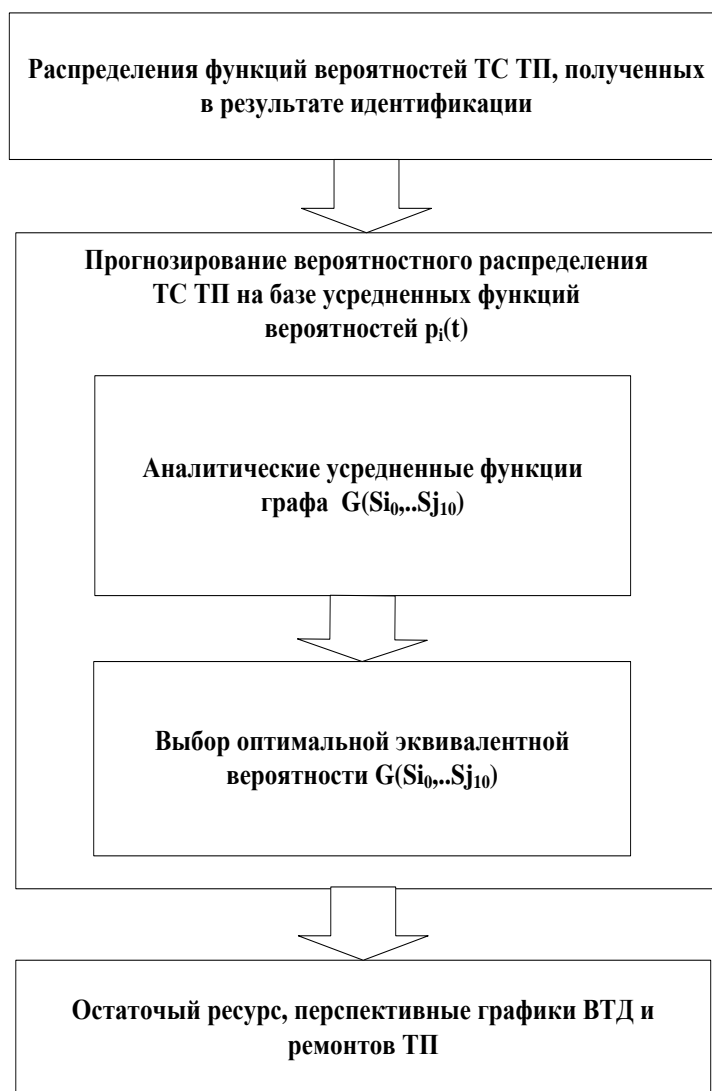 Распределения функций вероятностей ТС ТП, полученных
в результате идентификации
Прогнозирование вероятностного распределения
ТС ТП на базе усредненных функций
вероятностей pᵢ(t)
Аналитические усредненные функции
графа G(Si₀,..Sj₁₀)
Выбор оптимальной эквивалентной
вероятности G(Si₀,..Sj₁₀)
Остаточый ресурс, перспективные графики ВТД и
ремонтов ТП